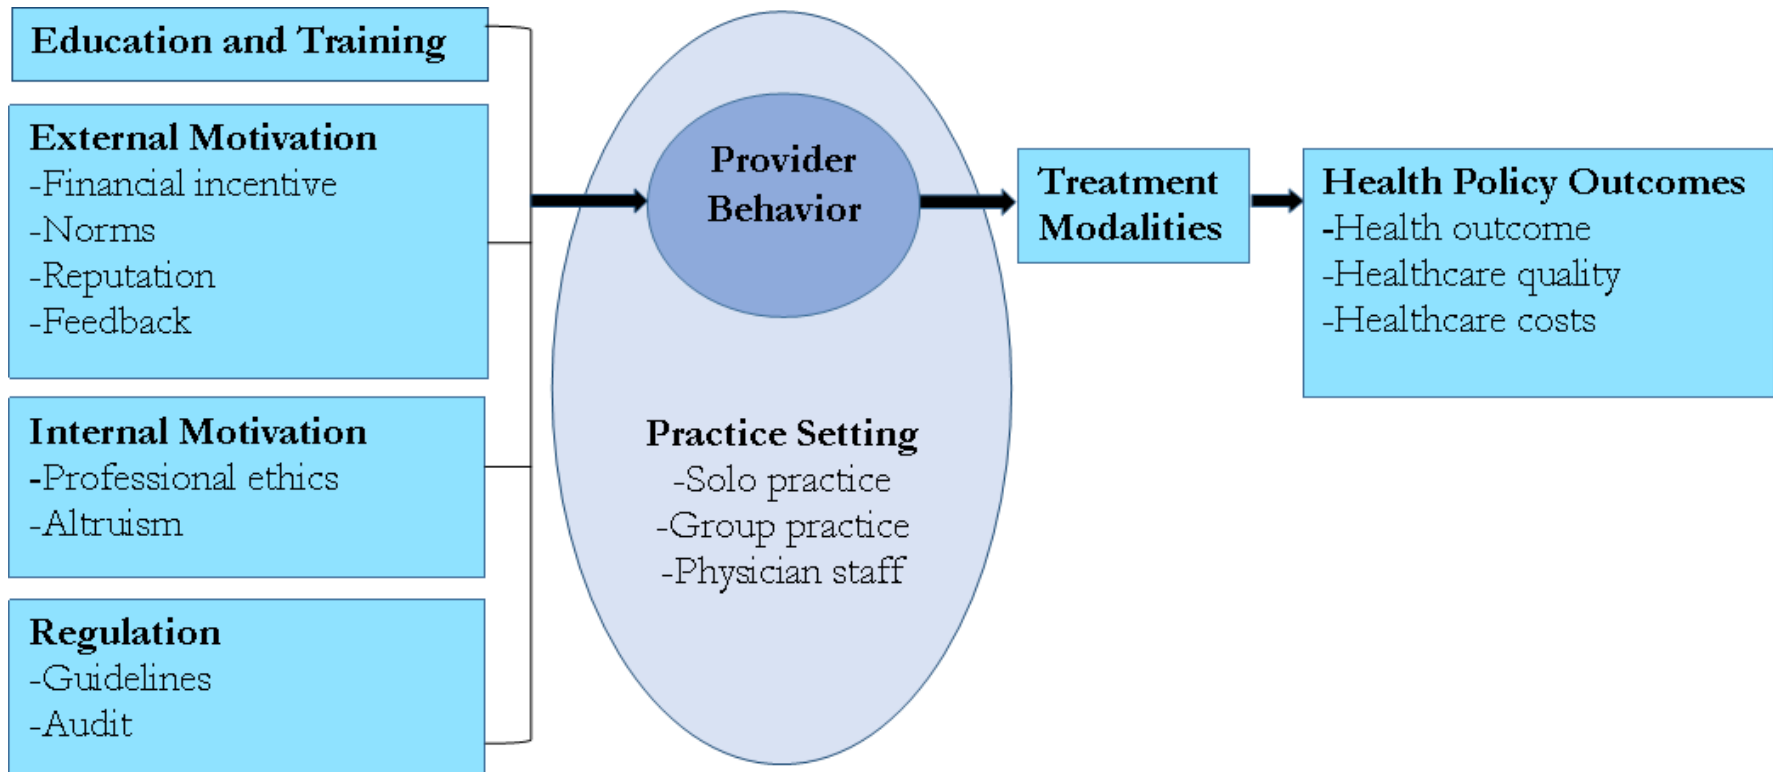 Education and Training
External Motivation
-Financial incentive
-Norms
-Reputation
-Feedback
Internal Motivation
-Professional ethics
-Altruism
Regulation
-Guidelines
-Audit
Provider
Behavior
Practice Setting
-Solo practice
-Group practice
-Physician staff
Treatment
Modalities
Health Policy Outcomes
-Health outcome
-Healthcare quality
-Healthcare costs